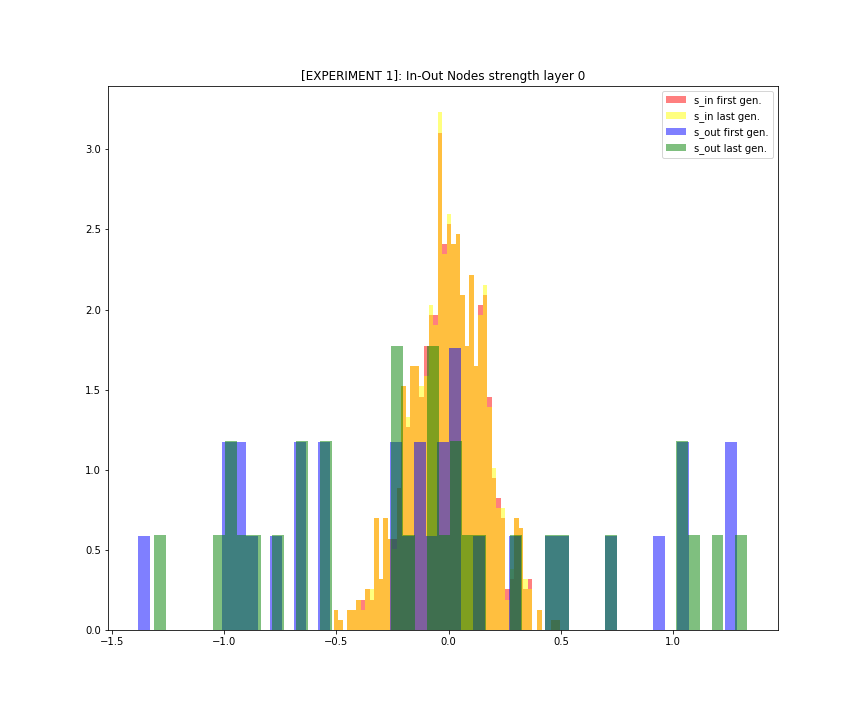 [EXPERIMENT 1]: In-Out Nodes strength layer 0
s_in first gen.
s_in last gen.
s_out first gen.
s_out last gen.
3.0
2.5
2.0
1.5
1.0
0.5
0.0
−1.5 −1.0 −0.5 0.0 0.5 1.0